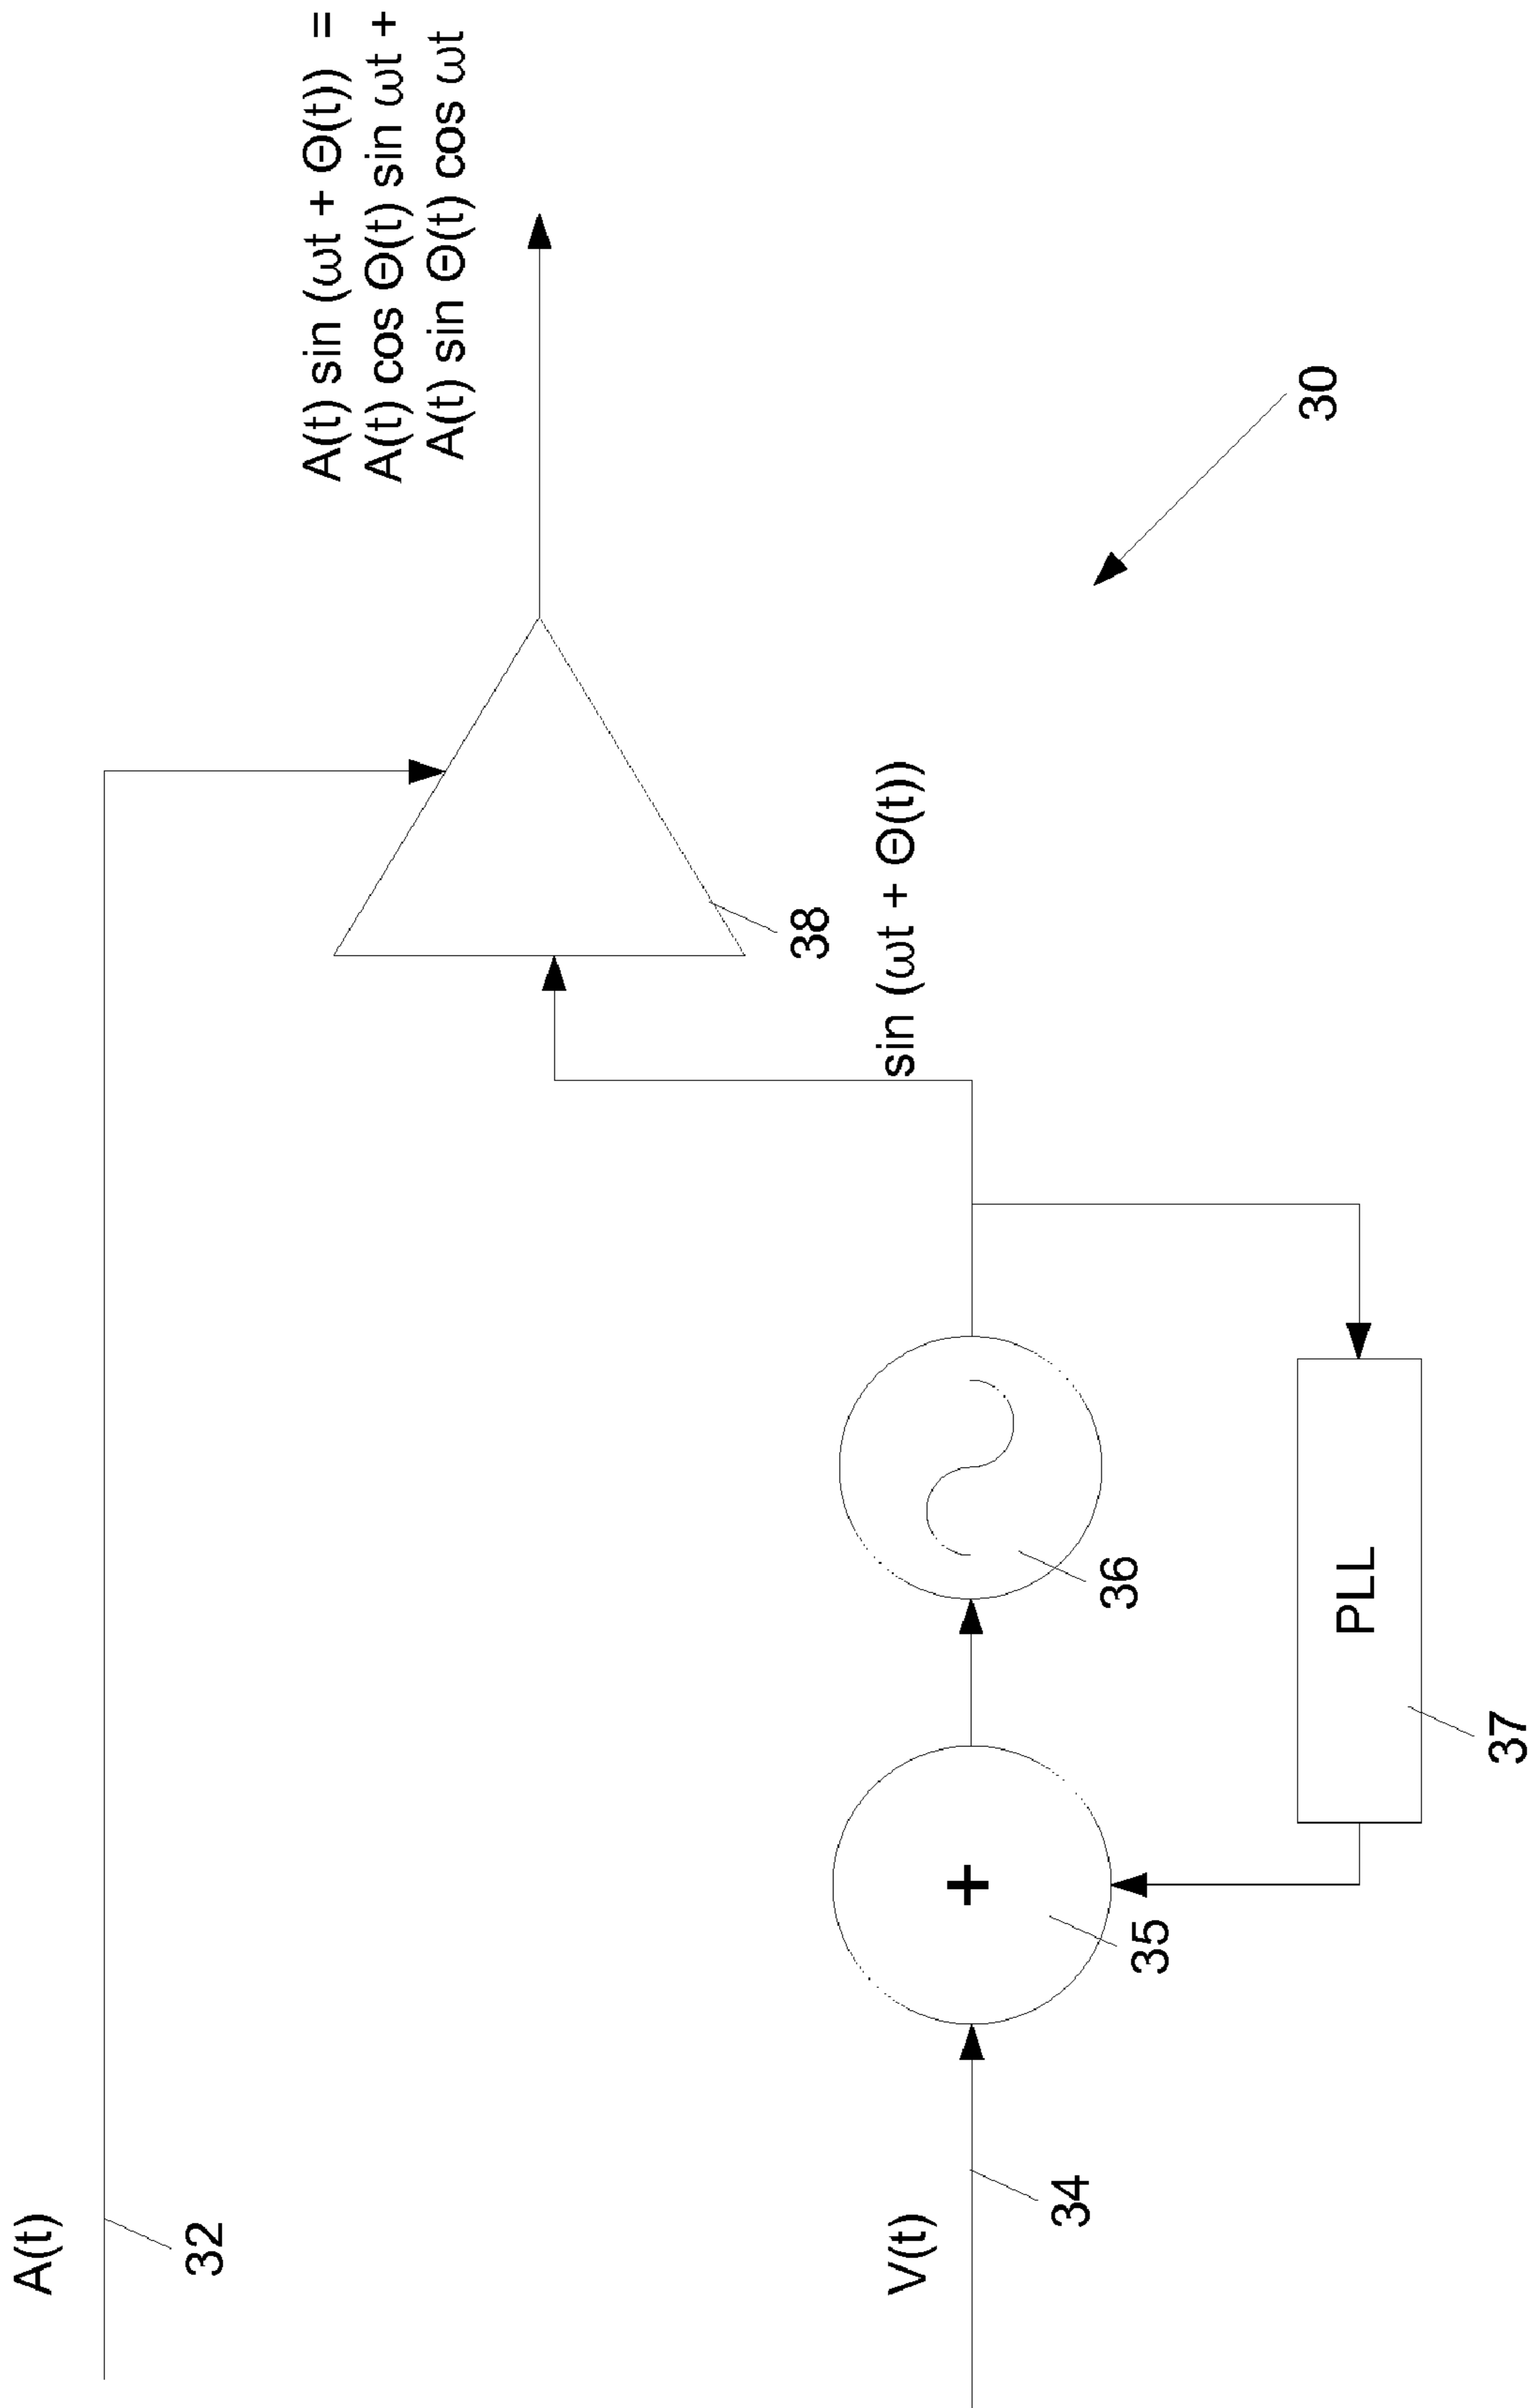 A(t)
32
A(t) sin (ωt + Θ(t)) =
A(t) cos Θ(t) sin ωt +
A(t) sin Θ(t) cos ωt
38
sin (ωt + Θ(t))
V(t)
34
+
35
36
PLL
37
30